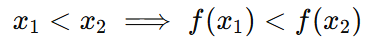 x₁ < x₂ ⟹ f(x₁) < f(x₂)